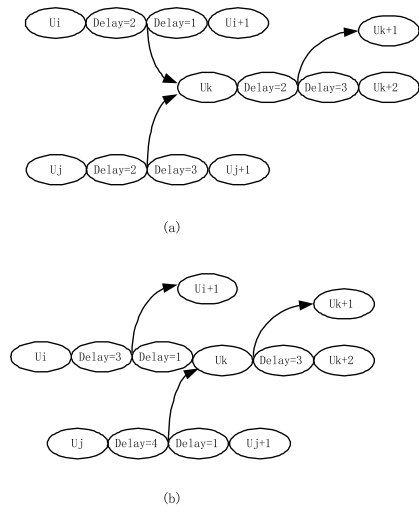 Ui Delay=2 Delay=1 Ui+1
Uk+1
Uk Delay=2 Delay=3 Uk+2
Uj Delay=2 Delay=3 Uj+1
(a)
Ui+1
Uk+1
Ui Delay=3 Delay=1 Uk Delay=3 Uk+2
Uj Delay=4 Delay=1 Uj+1
(b)